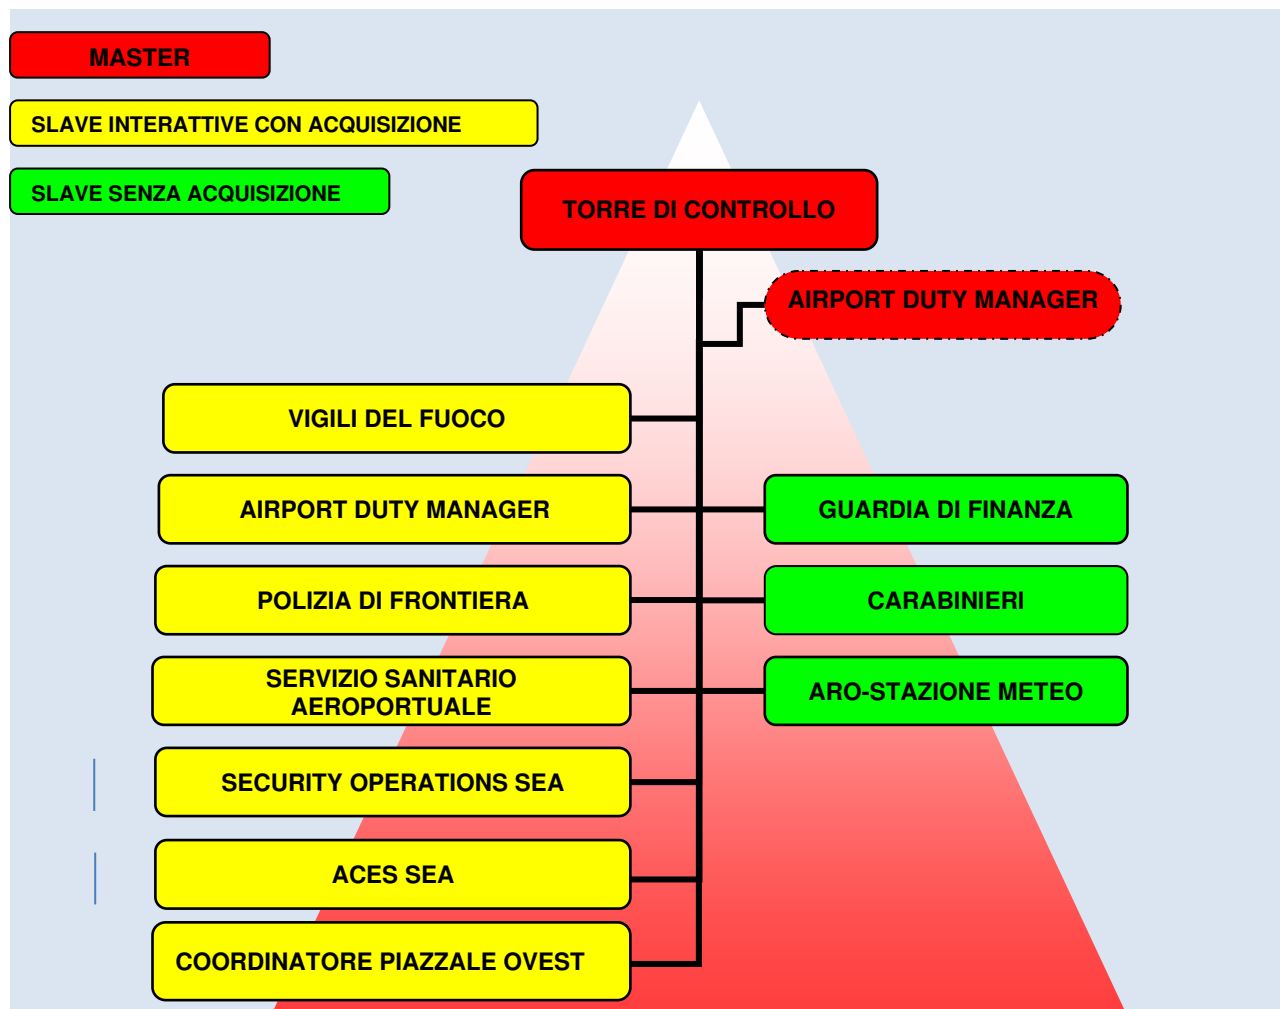 MASTER
SLAVE INTERATTIVE CON ACQUISIZIONE
SLAVE SENZA ACQUISIZIONE
TORRE DI CONTROLLO
AIRPORT DUTY MANAGER
VIGILI DEL FUOCO
AIRPORT DUTY MANAGER
GUARDIA DI FINANZA
POLIZIA DI FRONTIERA
CARABINIERI
SERVIZIO SANITARIO
AEROPORTUALE
ARO-STAZIONE METEO
SECURITY OPERATIONS SEA
ACES SEA
COORDINATORE PIAZZALE OVEST